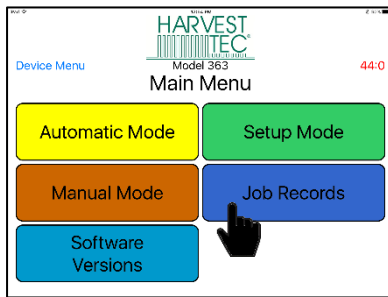 HARVEST
TEC
Device Menu
Model 363
44:0
Main Menu
Automatic Mode
Setup Mode
Manual Mode
Job Records
Software
Versions